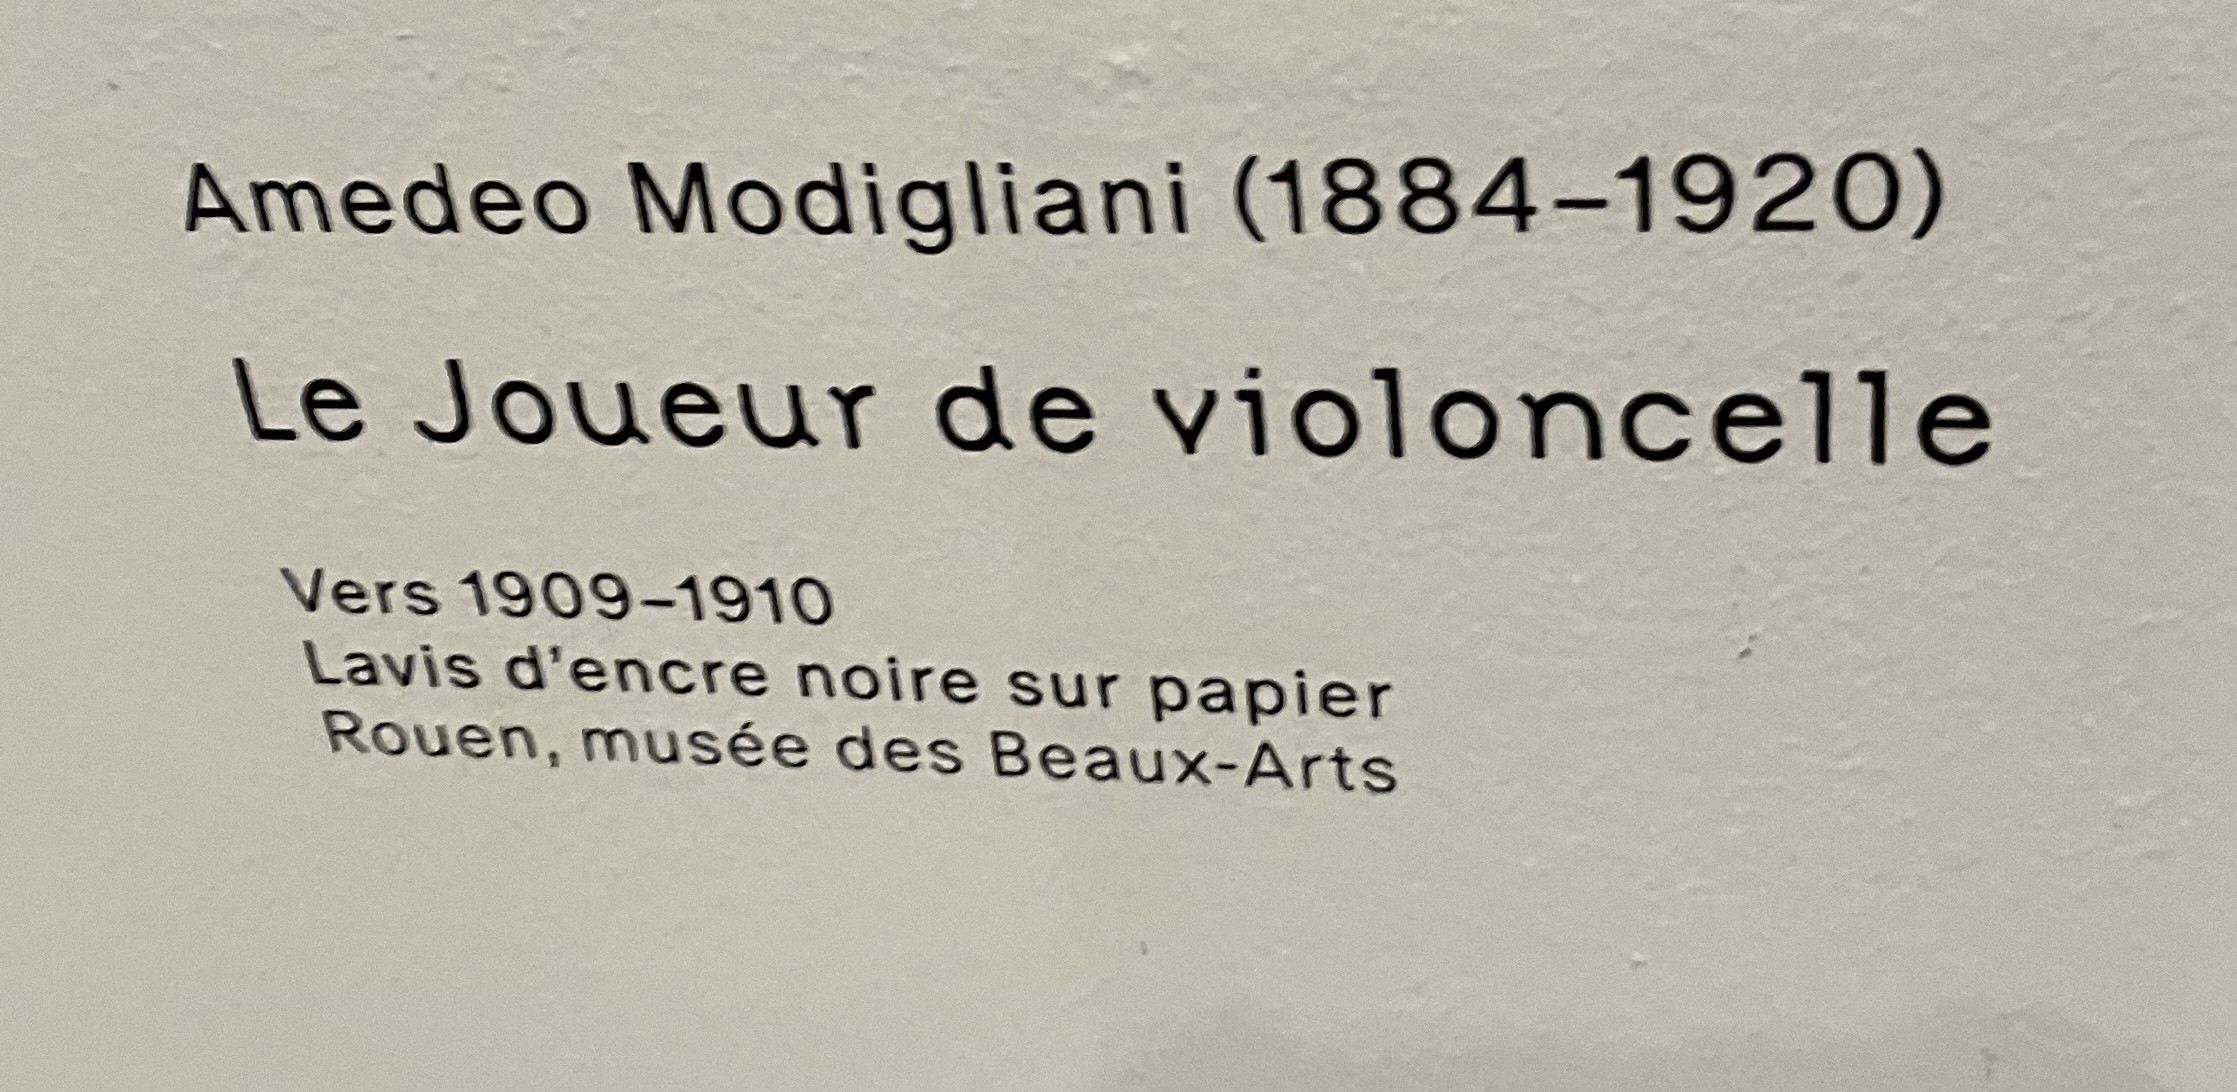 Amedeo Modigliani (1884–1920)
Le Joueur de violoncelle
Vers 1909–1910
Lavis d'encre noire sur papier
Rouen, musée des Beaux-Arts